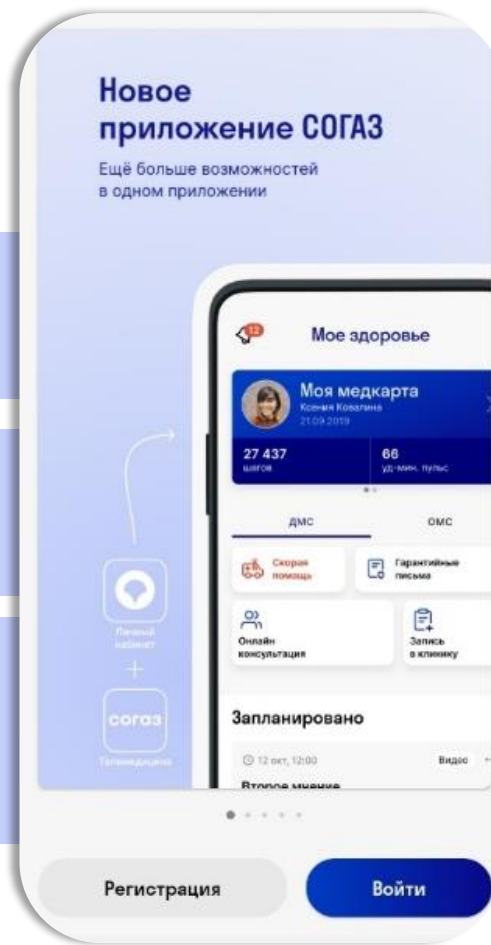 Новое
приложение СОГАЗ
Ещё больше возможностей
в одном приложении
12
Мое здоровье
Моя медкарта
Ксения Ковалина
21.09.2019
27 437
шагов
66
уд-мин. пульс
ДМС
ОМС
Скорая
помощь
Гарантийные
письма
Онлайн
консультация
Запись
в клинику
Личный
кабинет
+
согаз
Телемедицина
Запланировано
12 окт, 12:00
Видео
Второе мнение
Регистрация
Войти